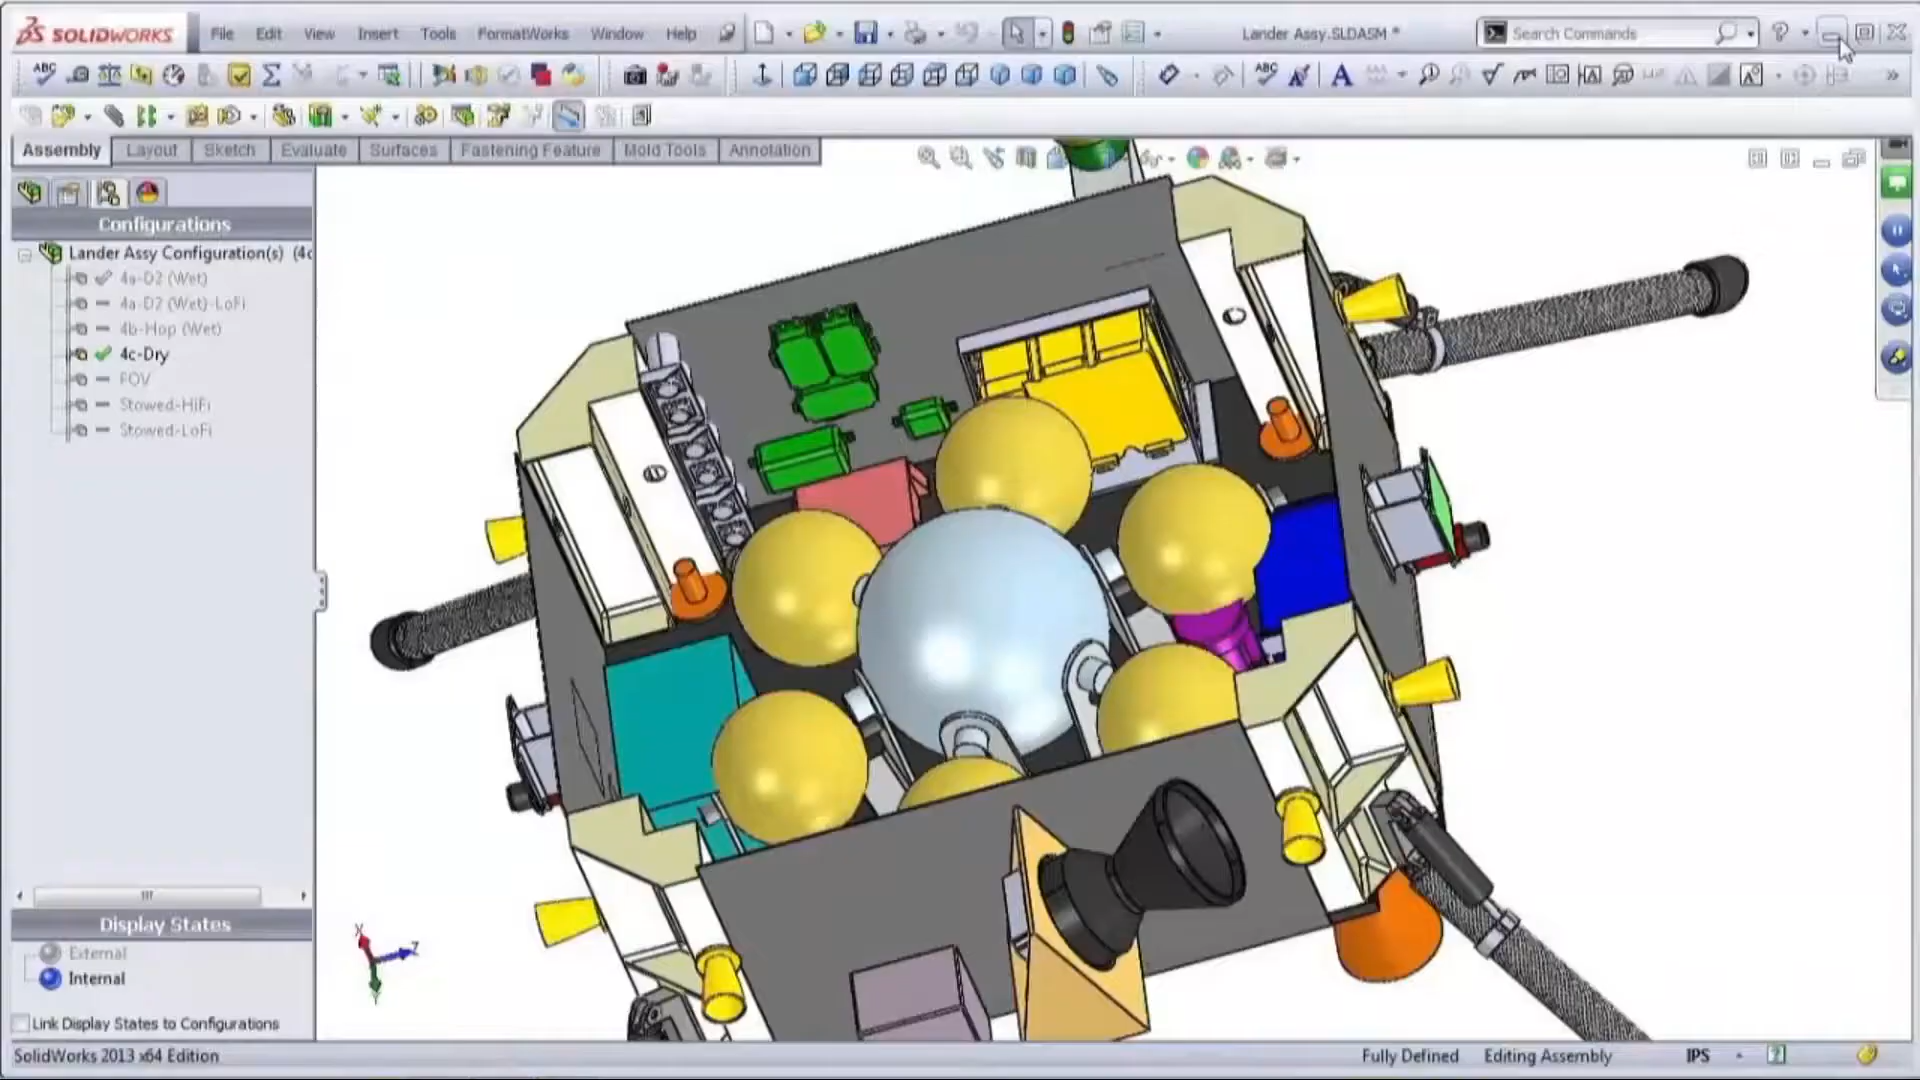 SOLIDWORKS File Edit View Insert Tools FormatWorks Window Help Lander Assy.SLDASM * Search Commands
Assembly Layout Sketch Evaluate Surfaces Fastening Feature Mold Tools Annotation
Configurations
Lander Assy Configuration(s) (4c
4a-D2 (Wet)
4a-D2 (Wet)-LoFi
4b-Hop (Wet)
4c-Dry
FOV
Stowed-HiFi
Stowed-LoFi
Display States
External
Internal
Link Display States to Configurations
X
Z
Y
SolidWorks 2013 x64 Edition Fully Defined Editing Assembly IPS